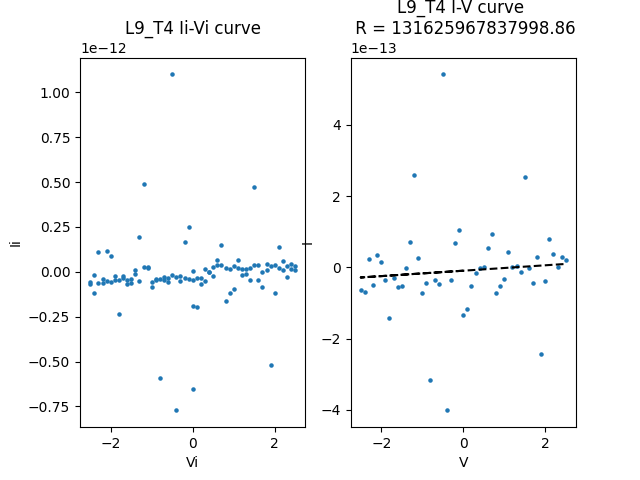 L9_T4 Ii-Vi curve
1e−12
1.00
0.75
0.50
0.25
0.00
−0.25
−0.50
−0.75
−2
0
2
Ii
Vi
L9_T4 I-V curve
R = 131625967837998.86
1e−13
4
2
0
−2
−4
−2
0
2
I
V